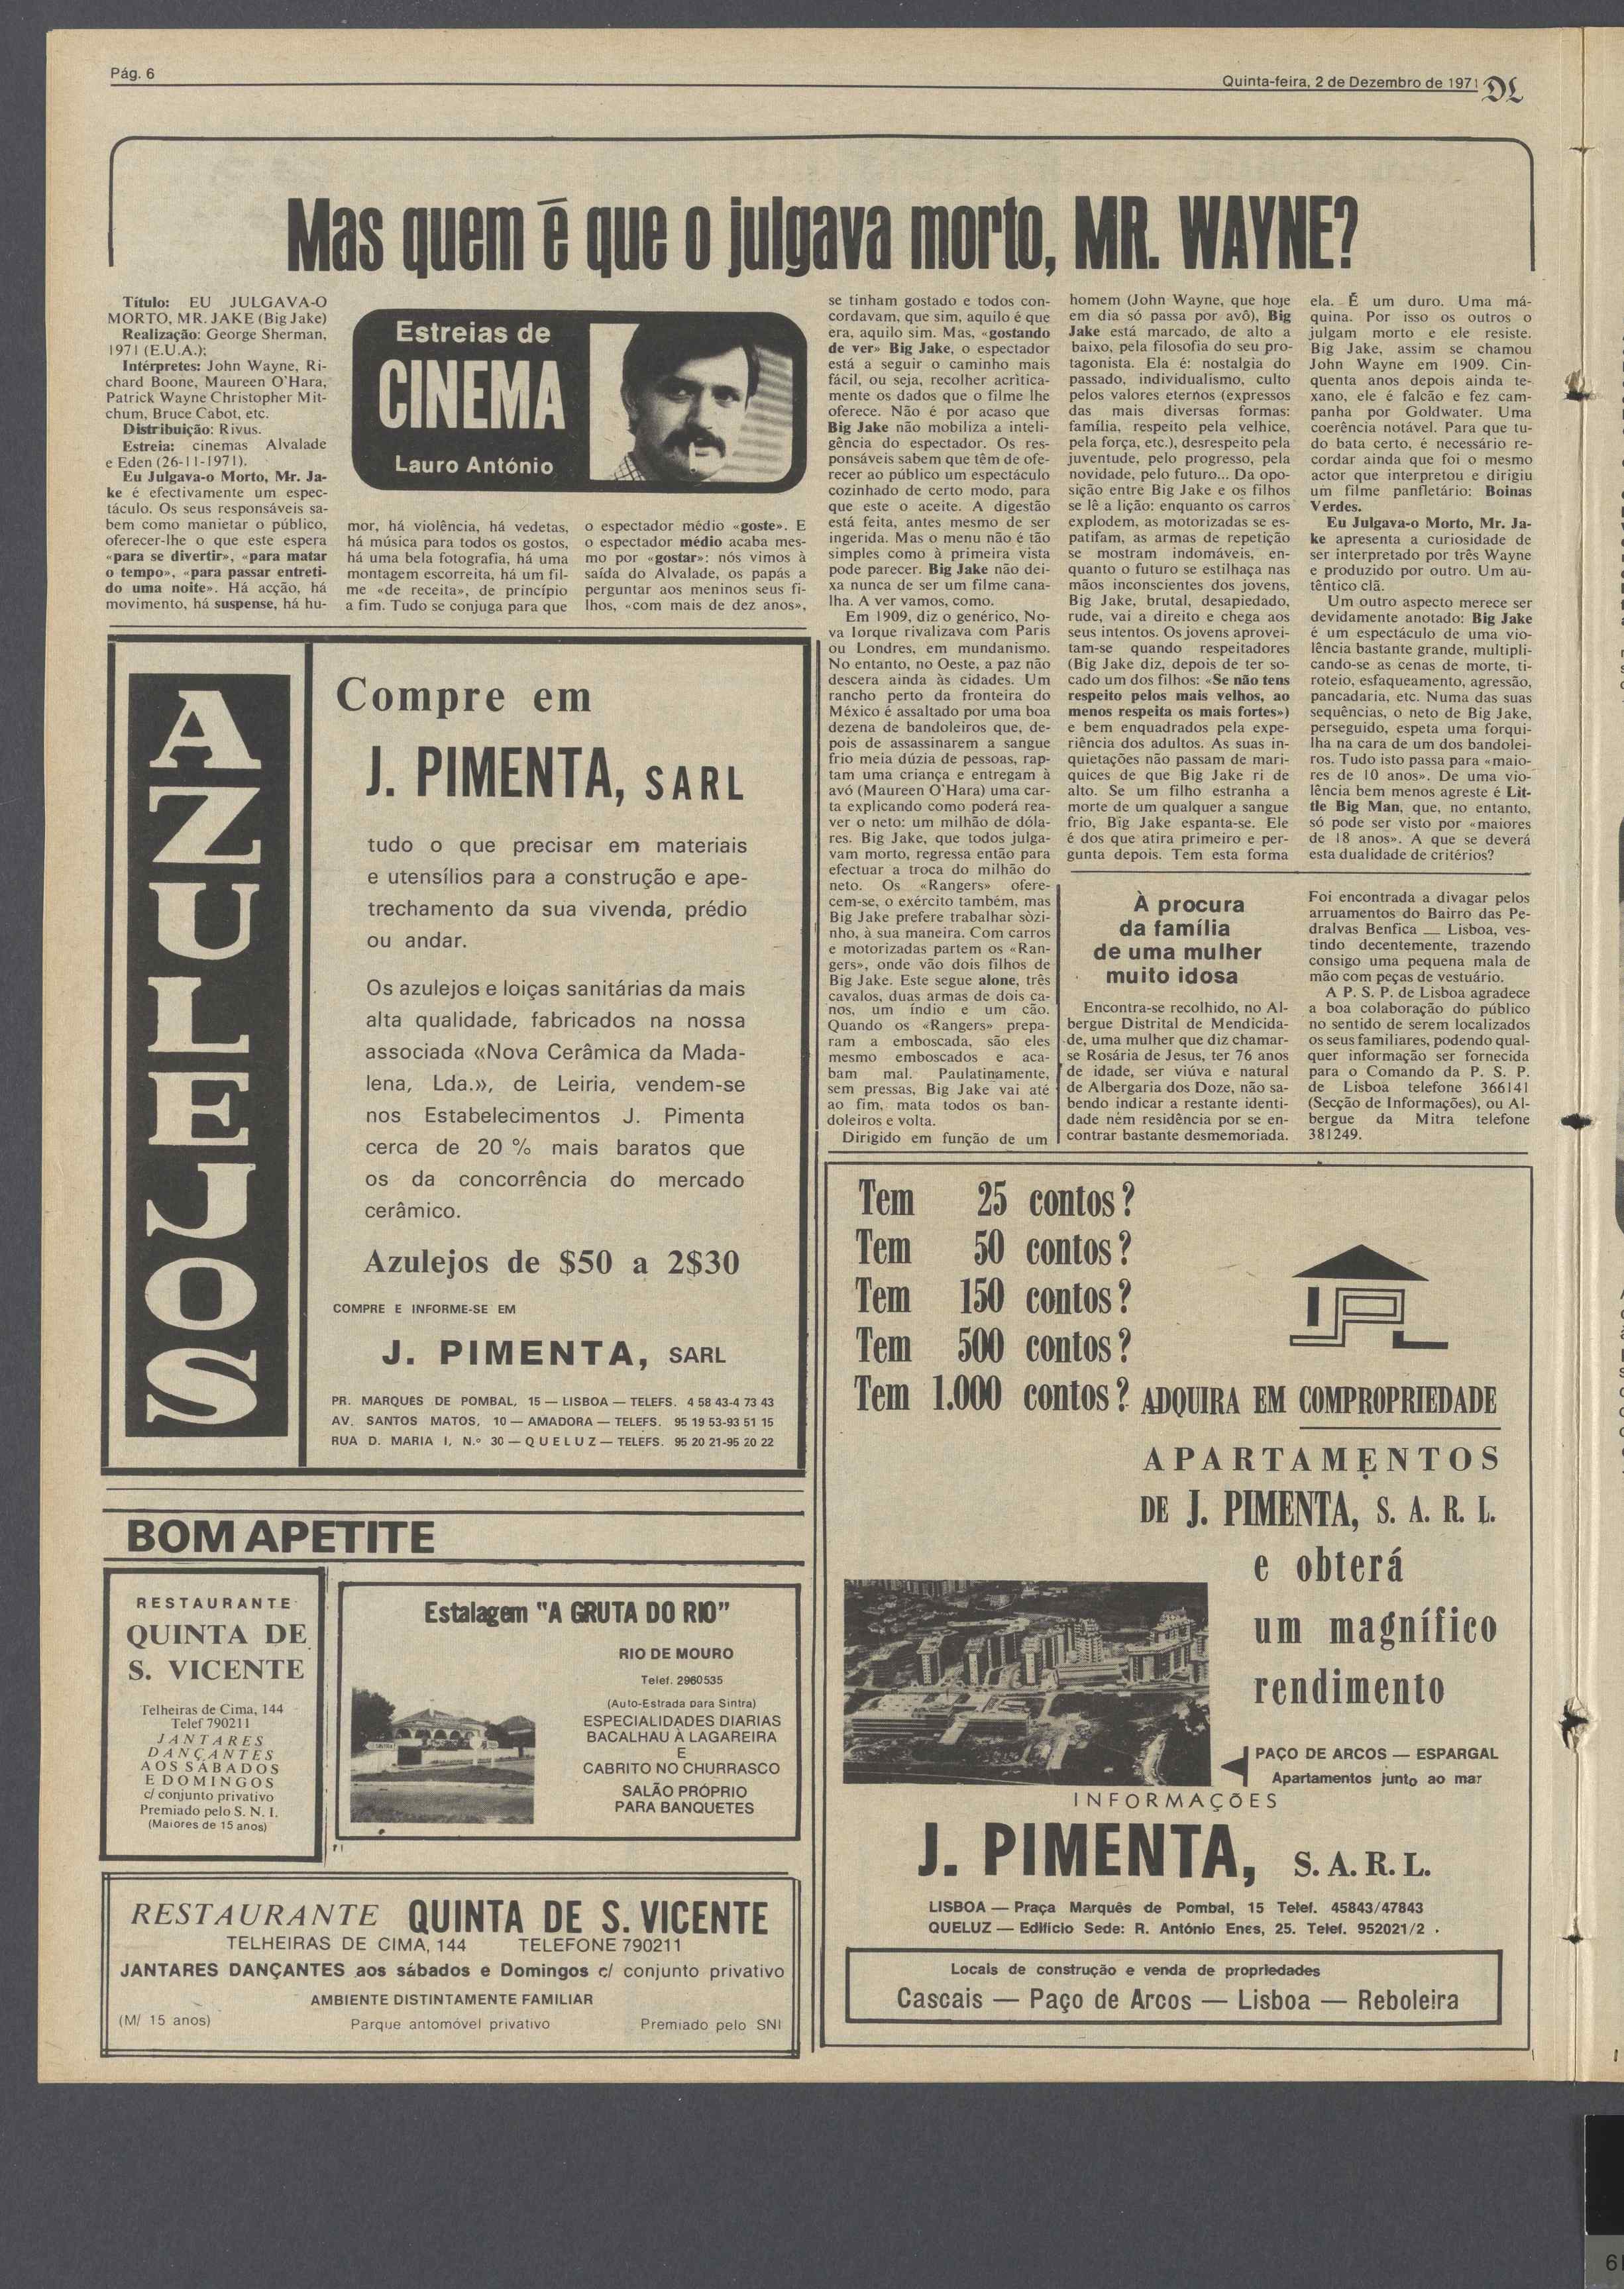 Pág. 6
Quinta-feira, 2 de Dezembro de 1971 DL
Mas quem é que o julgava morto, MR. WAYNE?
Título: EU JULGAVA-O
MORTO, MR. JAKE (Big Jake)
Realização: George Sherman,
1971 (E.U.A.);
Intérpretes: John Wayne, Ri-
chard Boone, Maureen O'Hara,
Patrick Wayne Christopher Mit-
chum, Bruce Cabot, etc.
Distribuição: Rivus.
Estreia: cinemas Alvalade
e Eden (26-11-1971).
Eu Julgava-o Morto, Mr. Ja-
ke é efectivamente um espec-
táculo. Os seus responsáveis sa-
bem como manietar o público,
oferecer-lhe o que este espera
«para se divertir», «para matar
o tempo», «para passar entreti-
do uma noite». Há acção, há
movimento, há suspense, há hu-
Estreias de
CINEMA
Lauro António
mor, há violência, há vedetas,
há música para todos os gostos,
há uma bela fotografia, há uma
montagem escorreita, há um fil-
me «de receita», de princípio
a fim. Tudo se conjuga para que
o espectador médio «goste». E
o espectador médio acaba mes-
mo por «gostar»: nós vimos à
saída do Alvalade, os papás a
perguntar aos meninos seus fi-
lhos, «com mais de dez anos»,
se tinham gostado e todos con-
cordavam, que sim, aquilo é que
era, aquilo sim. Mas, «gostando
de ver» Big Jake, o espectador
está a seguir o caminho mais
fácil, ou seja, recolher acrìtica-
mente os dados que o filme lhe
oferece. Não é por acaso que
Big Jake não mobiliza a inteli-
gência do espectador. Os res-
ponsáveis sabem que têm de ofe-
recer ao público um espectáculo
cozinhado de certo modo, para
que este o aceite. A digestão
está feita, antes mesmo de ser
ingerida. Mas o menu não é tão
simples como à primeira vista
pode parecer. Big Jake não dei-
xa nunca de ser um filme cana-
lha. A ver vamos, como.
Em 1909, diz o genérico, No-
va Iorque rivalizava com Paris
ou Londres, em mundanismo.
No entanto, no Oeste, a paz não
descera ainda às cidades. Um
rancho perto da fronteira do
México é assaltado por uma boa
dezena de bandoleiros que, de-
pois de assassinarem a sangue
frio meia dúzia de pessoas, rap-
tam uma criança e entregam à
avó (Maureen O'Hara) uma car-
ta explicando como poderá rea-
ver o neto: um milhão de dóla-
res. Big Jake, que todos julga-
vam morto, regressa então para
efectuar a troca do milhão do
neto. Os «Rangers» ofere-
cem-se, o exército também, mas
Big Jake prefere trabalhar sòzi-
nho, à sua maneira. Com carros
e motorizadas partem os «Ran-
gers», onde vão dois filhos de
Big Jake. Este segue alone, três
cavalos, duas armas de dois ca-
nos, um índio e um cão.
Quando os «Rangers» prepa-
ram a emboscada, são eles
mesmo emboscados e aca-
bam mal. Paulatinamente,
sem pressas, Big Jake vai até
ao fim, mata todos os ban-
doleiros e volta.
Dirigido em função de um
homem (John Wayne, que hoje
em dia só passa por avô), Big
Jake está marcado, de alto a
baixo, pela filosofia do seu pro-
tagonista. Ela é: nostalgia do
passado, individualismo, culto
pelos valores eternos (expressos
das mais diversas formas:
família, respeito pela velhice,
pela força, etc.), desrespeito pela
juventude, pelo progresso, pela
novidade, pelo futuro... Da opo-
sição entre Big Jake e os filhos
se lê a lição: enquanto os carros
explodem, as motorizadas se es-
patifam, as armas de repetição
se mostram indomáveis, en-
quanto o futuro se estilhaça nas
mãos inconscientes dos jovens,
Big Jake, brutal, desapiedado,
rude, vai a direito e chega aos
seus intentos. Os jovens aprovei-
tam-se quando respeitadores
(Big Jake diz, depois de ter so-
cado um dos filhos: «Se não tens
respeito pelos mais velhos, ao
menos respeita os mais fortes»)
e bem enquadrados pela expe-
riência dos adultos. As suas in-
quietações não passam de mari-
quices de que Big Jake ri de
alto. Se um filho estranha a
morte de um qualquer a sangue
frio, Big Jake espanta-se. Ele
é dos que atira primeiro e per-
gunta depois. Tem esta forma
ela. É um duro. Uma má-
quina. Por isso os outros o
julgam morto e ele resiste.
Big Jake, assim se chamou
John Wayne em 1909. Cin-
quenta anos depois ainda te-
xano, ele é falcão e fez cam-
panha por Goldwater. Uma
coerência notável. Para que tu-
do bata certo, é necessário re-
cordar ainda que foi o mesmo
actor que interpretou e dirigiu
um filme panfletário: Boinas
Verdes.
Eu Julgava-o Morto, Mr. Ja-
ke apresenta a curiosidade de
ser interpretado por três Wayne
e produzido por outro. Um au-
têntico clã.
Um outro aspecto merece ser
devidamente anotado: Big Jake
é um espectáculo de uma vio-
lência bastante grande, multipli-
cando-se as cenas de morte, ti-
roteio, esfaqueamento, agressão,
pancadaria, etc. Numa das suas
sequências, o neto de Big Jake,
perseguido, espeta uma forqui-
lha na cara de um dos bandolei-
ros. Tudo isto passa para «maio-
res de 10 anos». De uma vio-
lência bem menos agreste é Lit-
tle Big Man, que, no entanto,
só pode ser visto por «maiores
de 18 anos». A que se deverá
esta dualidade de critérios?
À procura
da família
de uma mulher
muito idosa
Encontra-se recolhido, no Al-
bergue Distrital de Mendicida-
de, uma mulher que diz chamar-
se Rosária de Jesus, ter 76 anos
de idade, ser viúva e natural
de Albergaria dos Doze, não sa-
bendo indicar a restante identi-
dade ném residência por se en-
contrar bastante desmemoriada.
Foi encontrada a divagar pelos
arruamentos do Bairro das Pe-
dralvas Benfica — Lisboa, ves-
tindo decentemente, trazendo
consigo uma pequena mala de
mão com peças de vestuário.
A P. S. P. de Lisboa agradece
a boa colaboração do público
no sentido de serem localizados
os seus familiares, podendo qual-
quer informação ser fornecida
para o Comando da P. S. P.
de Lisboa telefone 366141
(Secção de Informações), ou Al-
bergue da Mitra telefone
381249.
AZULEJOS
Compre em
J. PIMENTA, SARL
tudo o que precisar em materiais
e utensílios para a construção e ape-
trechamento da sua vivenda, prédio
ou andar.
Os azulejos e loiças sanitárias da mais
alta qualidade, fabricados na nossa
associada «Nova Cerâmica da Mada-
lena, Lda.», de Leiria, vendem-se
nos Estabelecimentos J. Pimenta
cerca de 20 % mais baratos que
os da concorrência do mercado
cerâmico.
Azulejos de $50 a 2$30
COMPRE E INFORME-SE EM
J. PIMENTA, SARL
PR. MARQUÊS DE POMBAL, 15 — LISBOA — TELEFS. 4 58 43-4 73 43
AV. SANTOS MATOS, 10 — AMADORA — TELEFS. 95 19 53-93 51 15
RUA D. MARIA I, N.º 30 — QUELUZ — TELEFS. 95 20 21-95 20 22
BOM APETITE
RESTAURANTE
QUINTA DE
S. VICENTE
Telheiras de Cima, 144
Telef 790211
JANTARES
DANÇANTES
AOS SÁBADOS
E DOMINGOS
c/ conjunto privativo
Premiado pelo S. N. I.
(Maiores de 15 anos)
Estalagem "A GRUTA DO RIO"
RIO DE MOURO
Telef. 2960535
(Auto-Estrada para Sintra)
ESPECIALIDADES DIARIAS
BACALHAU À LAGAREIRA
E
CABRITO NO CHURRASCO
SALÃO PRÓPRIO
PARA BANQUETES
RESTAURANTE QUINTA DE S. VICENTE
TELHEIRAS DE CIMA, 144 TELEFONE 790211
JANTARES DANÇANTES aos sábados e Domingos c/ conjunto privativo
AMBIENTE DISTINTAMENTE FAMILIAR
(M/ 15 anos) Parque antomóvel privativo Premiado pelo SNI
Tem 25 contos?
Tem 50 contos?
Tem 150 contos?
Tem 500 contos?
Tem 1.000 contos? ADQUIRA EM COMPROPRIEDADE
APARTAMENTOS
DE J. PIMENTA, S. A. R. L.
e obterá
um magnífico
rendimento
PAÇO DE ARCOS — ESPARGAL
Apartamentos junto ao mar
INFORMAÇÕES
J. PIMENTA, S. A. R. L.
LISBOA — Praça Marquês de Pombal, 15 Telef. 45843/47843
QUELUZ — Edifício Sede: R. António Enes, 25. Telef. 952021/2
Locais de construção e venda de propriedades
Cascais — Paço de Arcos — Lisboa — Reboleira